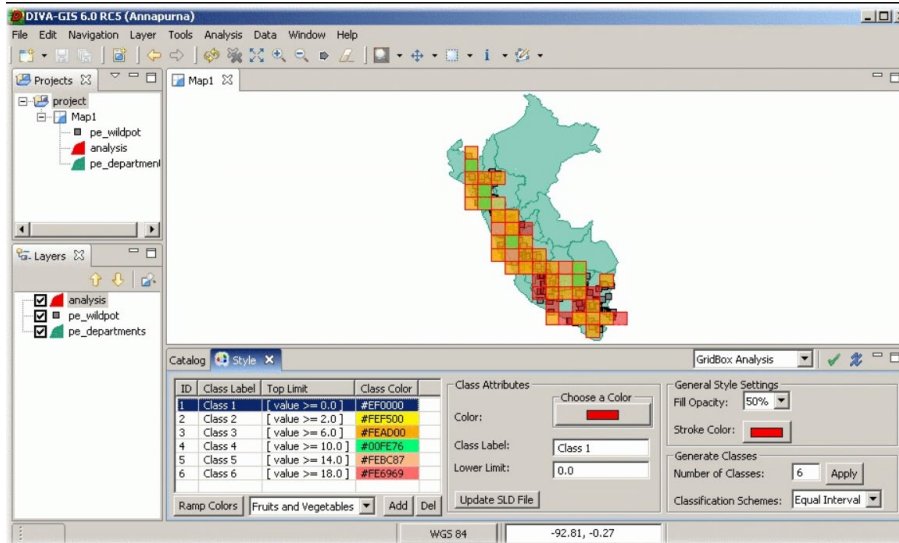 DIVA-GIS 6.0 RC5 (Annapurna)
File Edit Navigation Layer Tools Analysis Data Window Help
Projects
Map1
project
Map1
pe_wildpot
analysis
pe_department
Layers
analysis
pe_wildpot
pe_departments
Catalog Style
GridBox Analysis
ID Class Label Top Limit Class Color
1 Class 1 [ value >= 0.0 ] #EF0000
2 Class 2 [ value >= 2.0 ] #FEF500
3 Class 3 [ value >= 6.0 ] #FEAD00
4 Class 4 [ value >= 10.0 ] #00FE76
5 Class 5 [ value >= 14.0 ] #FEBC87
6 Class 6 [ value >= 18.0 ] #FE6969
Ramp Colors Fruits and Vegetables Add Del
Class Attributes
Choose a Color
Color:
Class Label: Class 1
Lower Limit: 0.0
Update SLD File
General Style Settings
Fill Opacity: 50%
Stroke Color:
Generate Classes
Number of Classes: 6 Apply
Classification Schemes: Equal Interval
WGS 84 -92.81, -0.27